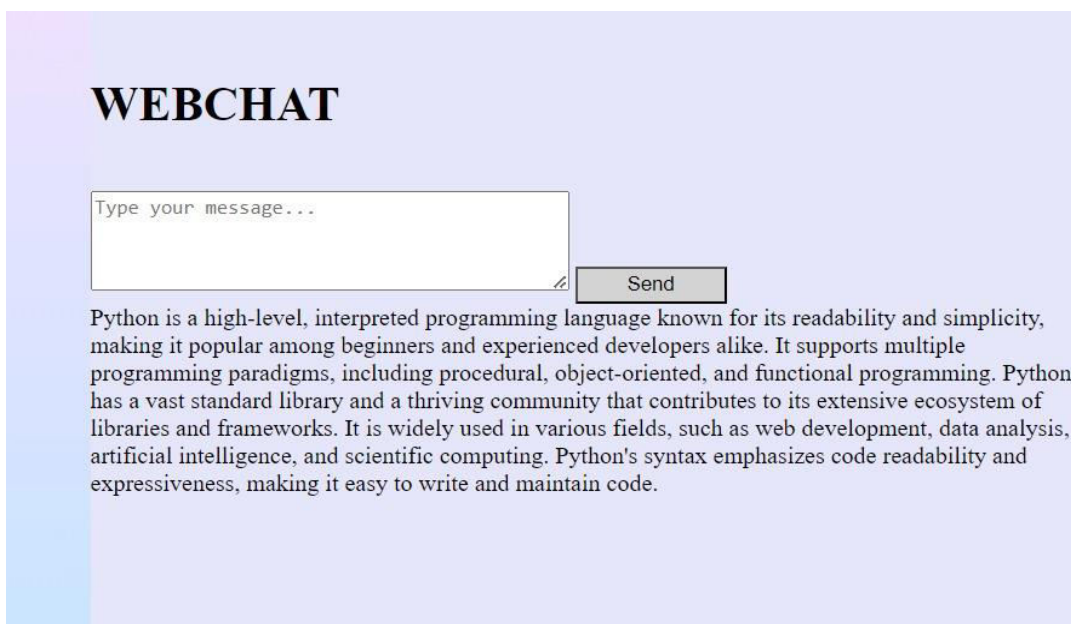 WEBCHAT
Type your message...
Send
Python is a high-level, interpreted programming language known for its readability and simplicity,
making it popular among beginners and experienced developers alike. It supports multiple
programming paradigms, including procedural, object-oriented, and functional programming. Python
has a vast standard library and a thriving community that contributes to its extensive ecosystem of
libraries and frameworks. It is widely used in various fields, such as web development, data analysis,
artificial intelligence, and scientific computing. Python's syntax emphasizes code readability and
expressiveness, making it easy to write and maintain code.